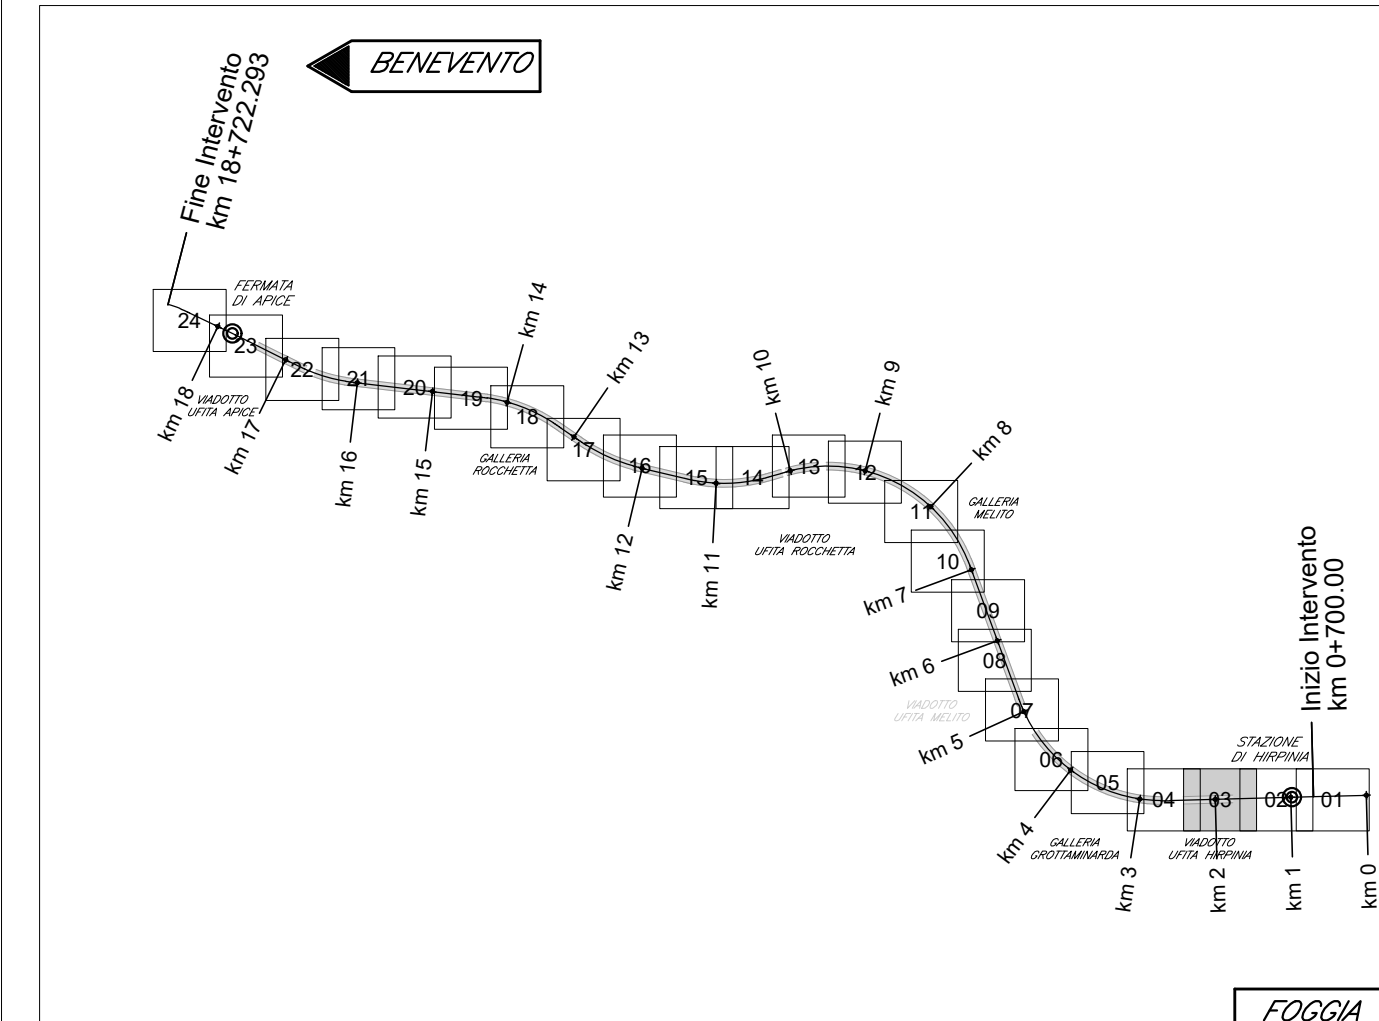 BENEVENTO
Fine Intervento
km 18+722.293
FERMATA
DI APICE
24
23
22
21
20
19
18
17
16
15
14
13
12
11
10
09
08
07
06
05
04
03
02
01
km 18
VIADOTTO
UFITA APICE
km 17
km 16
km 15
km 14
GALLERIA
ROCCHETTA
km 13
km 12
km 11
km 10
VIADOTTO
UFITA ROCCHETTA
km 9
km 8
GALLERIA
MELITO
km 7
km 6
VIADOTTO
UFITA MELITO
km 5
km 4
GALLERIA
GROTTAMINARDA
km 3
VIADOTTO
UFITA HIRPINIA
km 2
STAZIONE
DI HIRPINIA
km 1
Inizio Intervento
km 0+700.00
km 0
FOGGIA